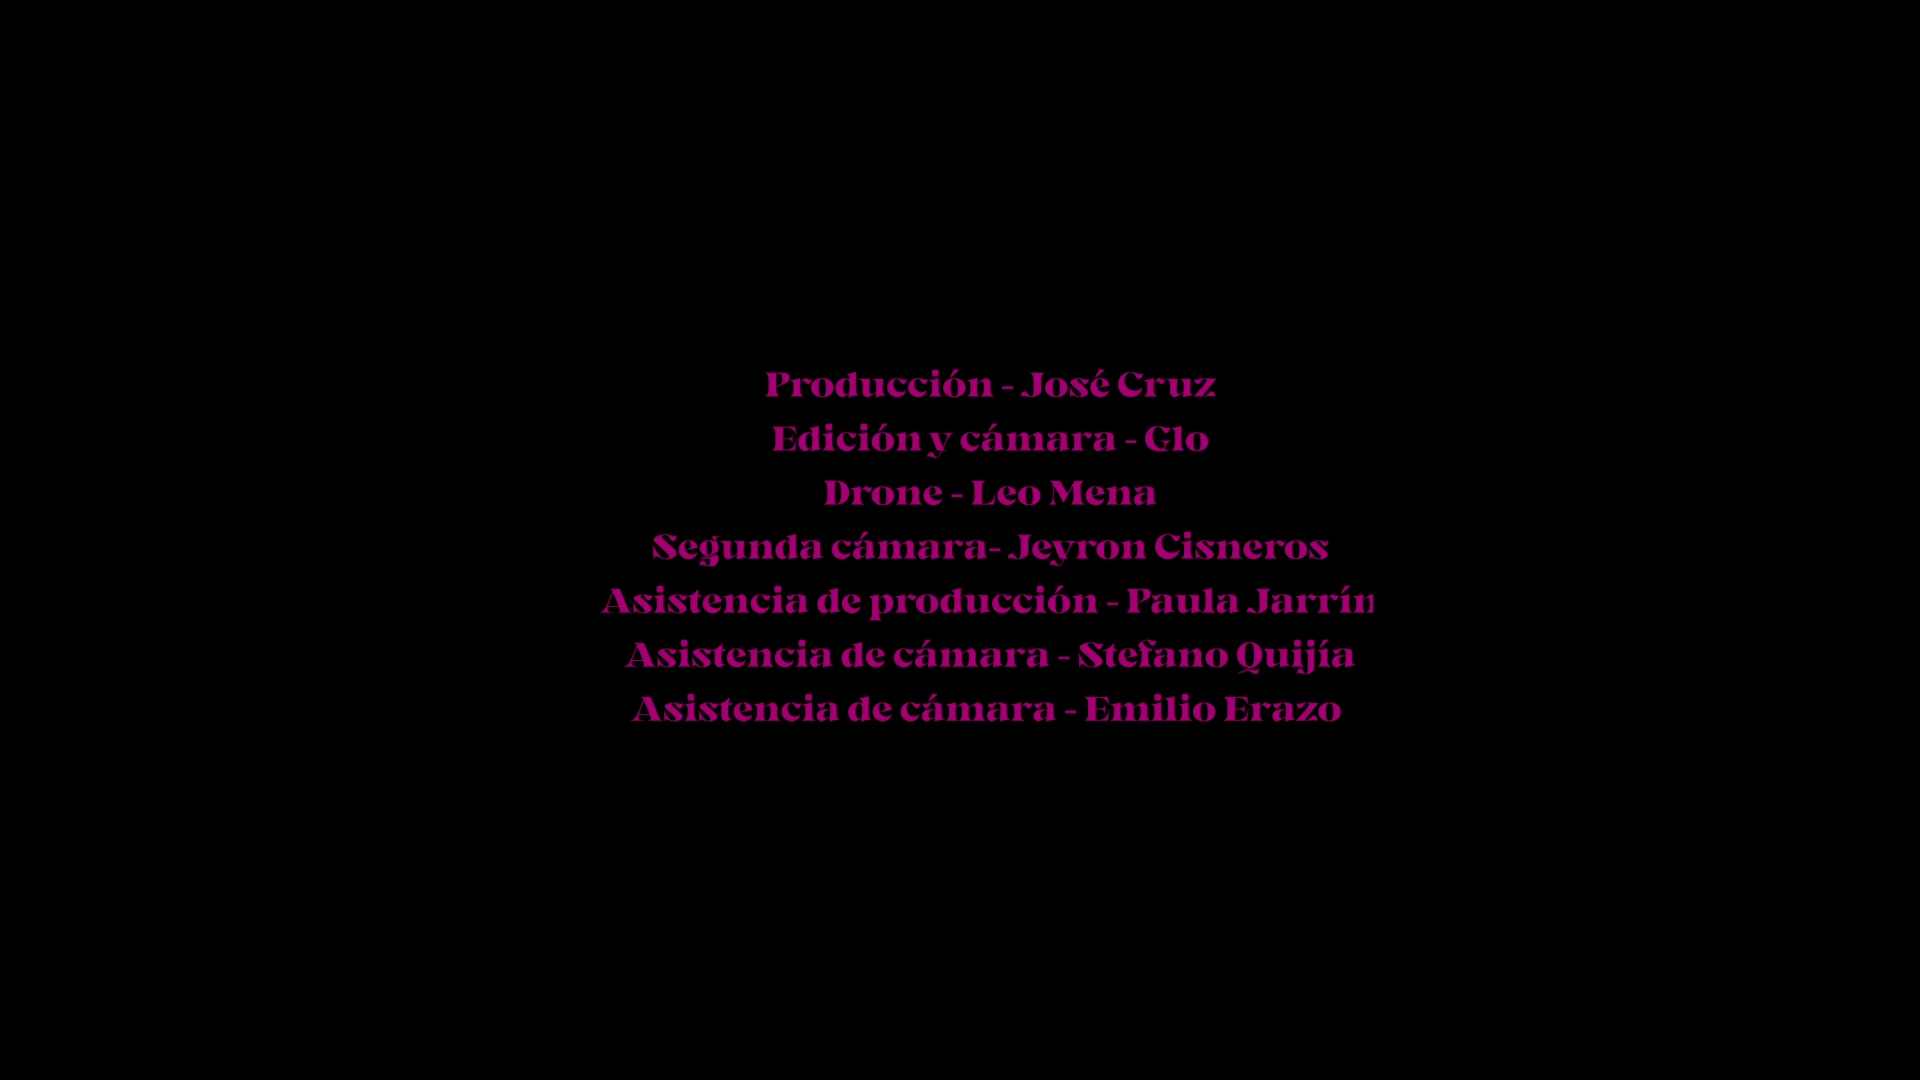 Producción - José Cruz
Edición y cámara - Glo
Drone - Leo Mena
Segunda cámara- Jeyron Cisneros
Asistencia de producción - Paula Jarrín
Asistencia de cámara - Stefano Quijía
Asistencia de cámara - Emilio Erazo